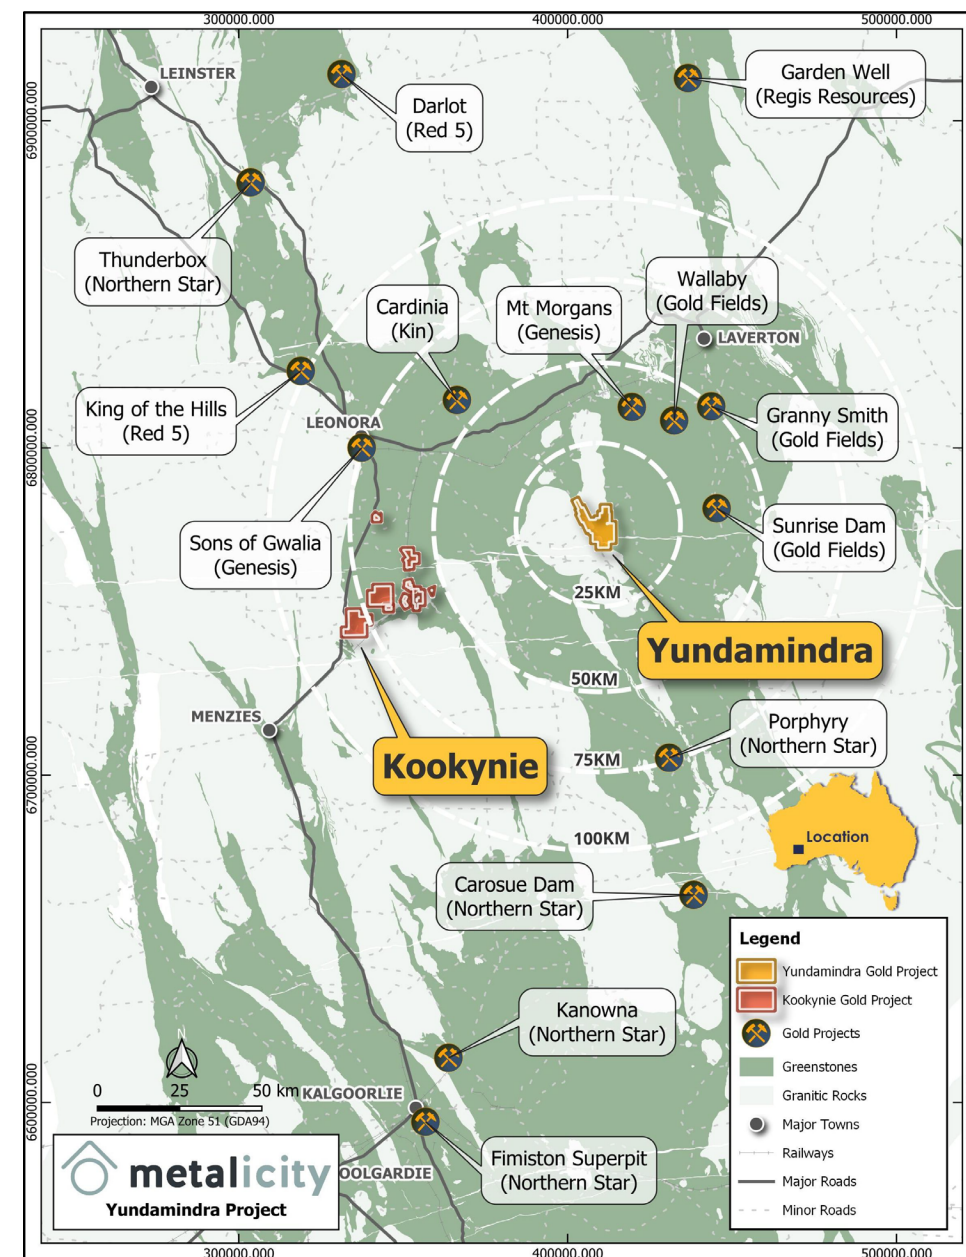 300000.000
400000.000
500000.000
6900000.000
6800000.000
6700000.000
6600000.000
LEINSTER
Darlot
(Red 5)
Garden Well
(Regis Resources)
Thunderbox
(Northern Star)
Cardinia
(Kin)
Mt Morgans
(Genesis)
Wallaby
(Gold Fields)
LAVERTON
King of the Hills
(Red 5)
LEONORA
Granny Smith
(Gold Fields)
Sons of Gwalia
(Genesis)
Sunrise Dam
(Gold Fields)
25KM
Yundamindra
50KM
MENZIES
Kookynie
75KM
Porphyry
(Northern Star)
100KM
Location
Carosue Dam
(Northern Star)
Kanowna
(Northern Star)
KALGOORLIE
Fimiston Superpit
(Northern Star)
OOLGARDIE
N
0 25 50 km
Projection: MGA Zone 51 (GDA94)
metalicity
Yundamindra Project
Legend
Yundamindra Gold Project
Kookynie Gold Project
Gold Projects
Greenstones
Granitic Rocks
Major Towns
Railways
Major Roads
Minor Roads
300000.000
400000.000
500000.000